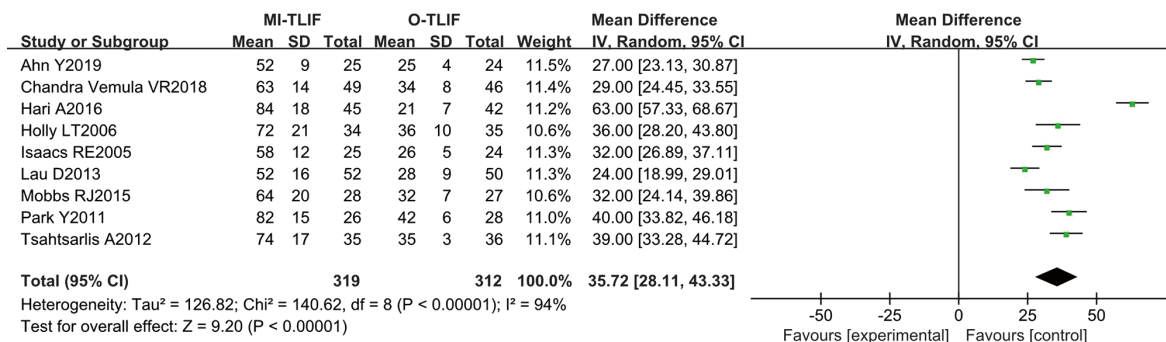 MI-TLIF O-TLIF Mean Difference Mean Difference
Study or Subgroup Mean SD Total Mean SD Total Weight IV, Random, 95% CI IV, Random, 95% CI
Ahn Y2019 52 9 25 25 4 24 11.5% 27.00 [23.13, 30.87]
Chandra Vemula VR2018 63 14 49 34 8 46 11.4% 29.00 [24.45, 33.55]
Hari A2016 84 18 45 21 7 42 11.2% 63.00 [57.33, 68.67]
Holly LT2006 72 21 34 36 10 35 10.6% 36.00 [28.20, 43.80]
Isaacs RE2005 58 12 25 26 5 24 11.3% 32.00 [26.89, 37.11]
Lau D2013 52 16 52 28 9 50 11.3% 24.00 [18.99, 29.01]
Mobbs RJ2015 64 20 28 32 7 27 10.6% 32.00 [24.14, 39.86]
Park Y2011 82 15 26 42 6 28 11.0% 40.00 [33.82, 46.18]
Tsahtsarlis A2012 74 17 35 35 3 36 11.1% 39.00 [33.28, 44.72]
Total (95% CI) 319 312 100.0% 35.72 [28.11, 43.33]
Heterogeneity: Tau² = 126.82; Chi² = 140.62, df = 8 (P < 0.00001); I² = 94%
Test for overall effect: Z = 9.20 (P < 0.00001)
-50 -25 0 25 50
Favours [experimental] Favours [control]